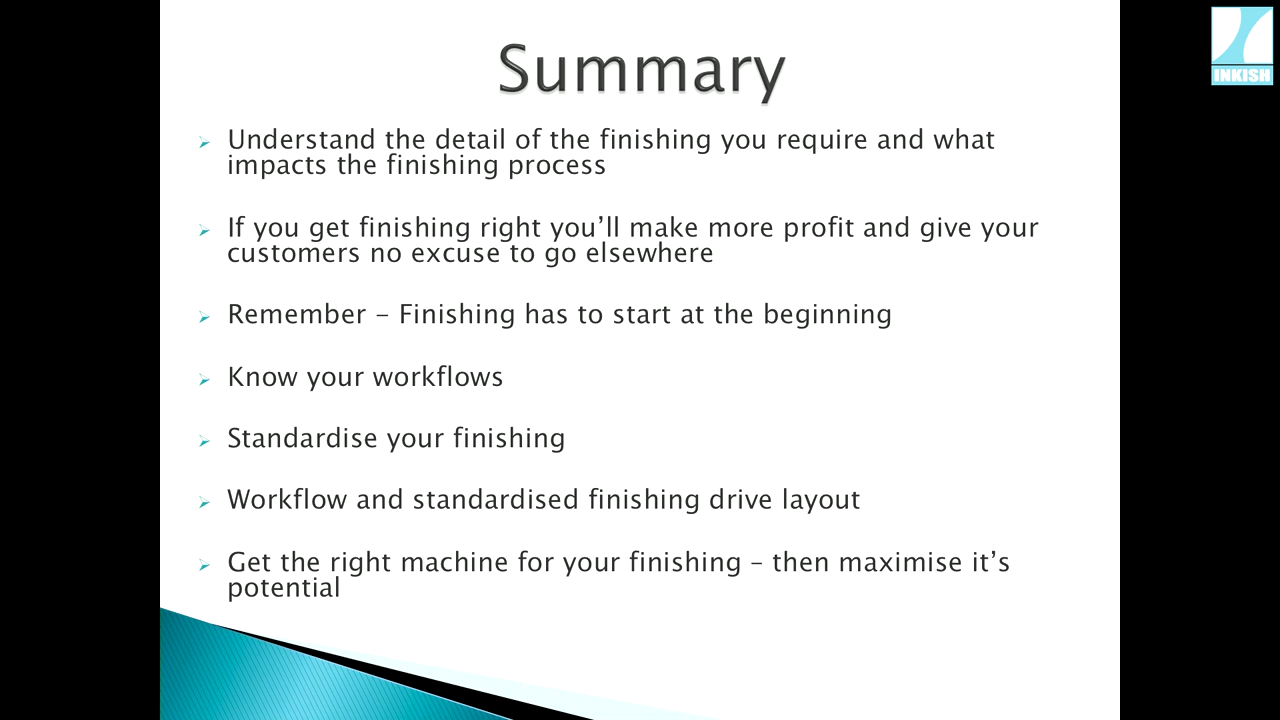 Summary
INKISH
Understand the detail of the finishing you require and what
impacts the finishing process
If you get finishing right you’ll make more profit and give your
customers no excuse to go elsewhere
Remember – Finishing has to start at the beginning
Know your workflows
Standardise your finishing
Workflow and standardised finishing drive layout
Get the right machine for your finishing – then maximise it’s
potential